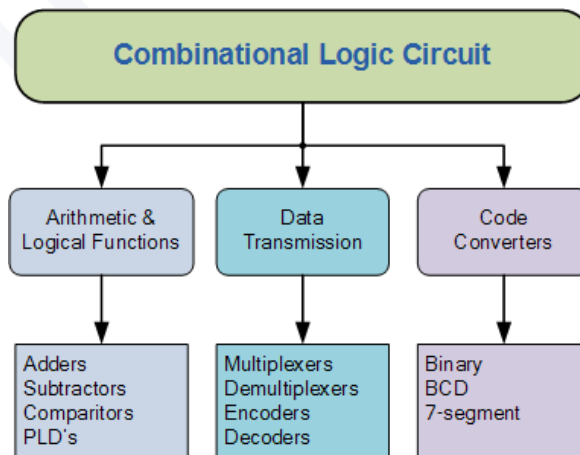 Combinational Logic Circuit
Arithmetic &
Logical Functions
Data
Transmission
Code
Converters
Adders
Subtractors
Comparitors
PLD's
Multiplexers
Demultiplexers
Encoders
Decoders
Binary
BCD
7-segment